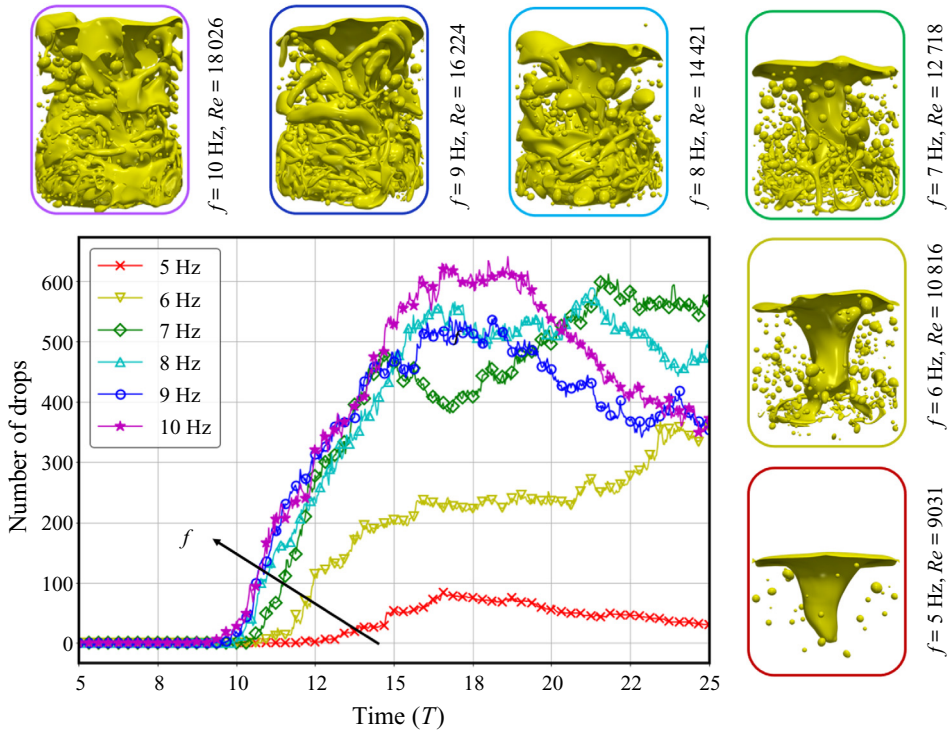 f = 10 Hz, Re = 18 026
f = 9 Hz, Re = 16 224
f = 8 Hz, Re = 14 421
f = 7 Hz, Re = 12 718
f = 6 Hz, Re = 10 816
f = 5 Hz, Re = 9031
Number of drops
600
500
400
300
200
100
0
5 Hz
6 Hz
7 Hz
8 Hz
9 Hz
10 Hz
f
5
8
10
13
15
18
20
23
25
Time (T)